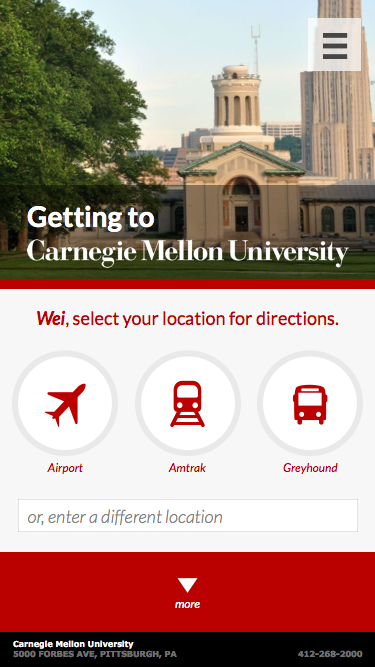 Getting to
Carnegie Mellon University
Wei, select your location for directions.
Airport
Amtrak
Greyhound
or, enter a different location
more
Carnegie Mellon University
5000 FORBES AVE, PITTSBURGH, PA
412-268-2000